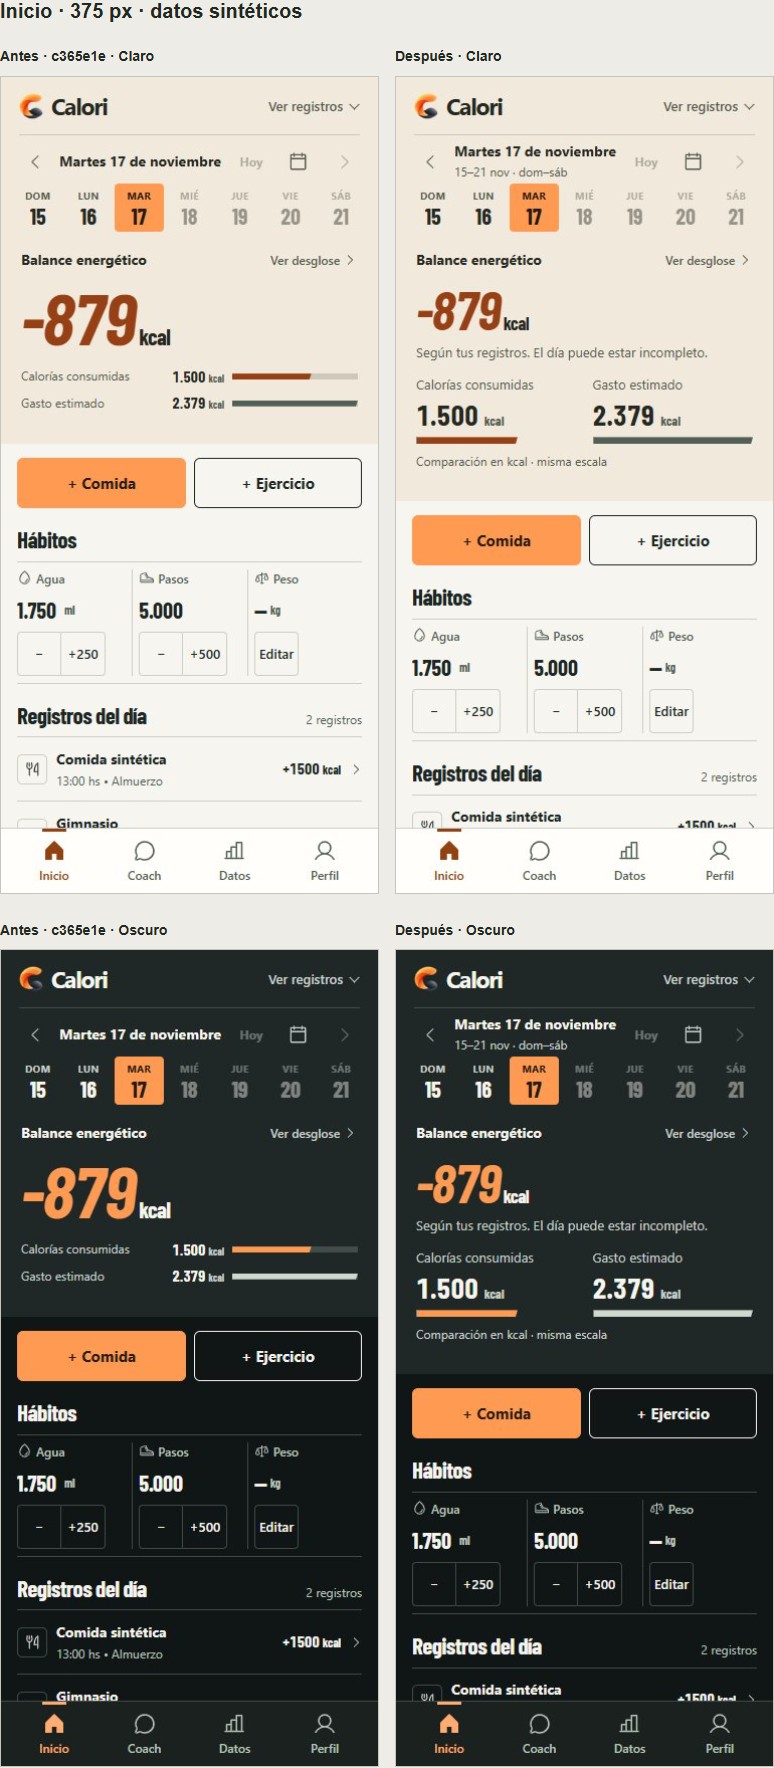 Inicio · 375 px · datos sintéticos
Antes · c365e1e · Claro
Calori
Ver registros
Martes 17 de noviembre
Hoy
DOM LUN MAR MIÉ JUE VIE SÁB
15 16 17 18 19 20 21
Balance energético
Ver desglose
-879 kcal
Calorías consumidas 1.500 kcal
Gasto estimado 2.379 kcal
+ Comida
+ Ejercicio
Hábitos
Agua Pasos Peso
1.750 ml 5.000 — kg
− +250 − +500 Editar
Registros del día
2 registros
Comida sintética
13:00 hs • Almuerzo
+1500 kcal
Gimnasio
Inicio Coach Datos Perfil
Después · Claro
Calori
Ver registros
Martes 17 de noviembre
15–21 nov · dom–sáb
Hoy
DOM LUN MAR MIÉ JUE VIE SÁB
15 16 17 18 19 20 21
Balance energético
Ver desglose
-879 kcal
Según tus registros. El día puede estar incompleto.
Calorías consumidas Gasto estimado
1.500 kcal 2.379 kcal
Comparación en kcal · misma escala
+ Comida
+ Ejercicio
Hábitos
Agua Pasos Peso
1.750 ml 5.000 — kg
− +250 − +500 Editar
Registros del día
2 registros
Comida sintética
+1500 kcal
Inicio Coach Datos Perfil
Antes · c365e1e · Oscuro
Calori
Ver registros
Martes 17 de noviembre
Hoy
DOM LUN MAR MIÉ JUE VIE SÁB
15 16 17 18 19 20 21
Balance energético
Ver desglose
-879 kcal
Calorías consumidas 1.500 kcal
Gasto estimado 2.379 kcal
+ Comida
+ Ejercicio
Hábitos
Agua Pasos Peso
1.750 ml 5.000 — kg
− +250 − +500 Editar
Registros del día
2 registros
Comida sintética
13:00 hs • Almuerzo
+1500 kcal
Gimnasio
Inicio Coach Datos Perfil
Después · Oscuro
Calori
Ver registros
Martes 17 de noviembre
15–21 nov · dom–sáb
Hoy
DOM LUN MAR MIÉ JUE VIE SÁB
15 16 17 18 19 20 21
Balance energético
Ver desglose
-879 kcal
Según tus registros. El día puede estar incompleto.
Calorías consumidas Gasto estimado
1.500 kcal 2.379 kcal
Comparación en kcal · misma escala
+ Comida
+ Ejercicio
Hábitos
Agua Pasos Peso
1.750 ml 5.000 — kg
− +250 − +500 Editar
Registros del día
2 registros
Comida sintética
+1500 kcal
Inicio Coach Datos Perfil